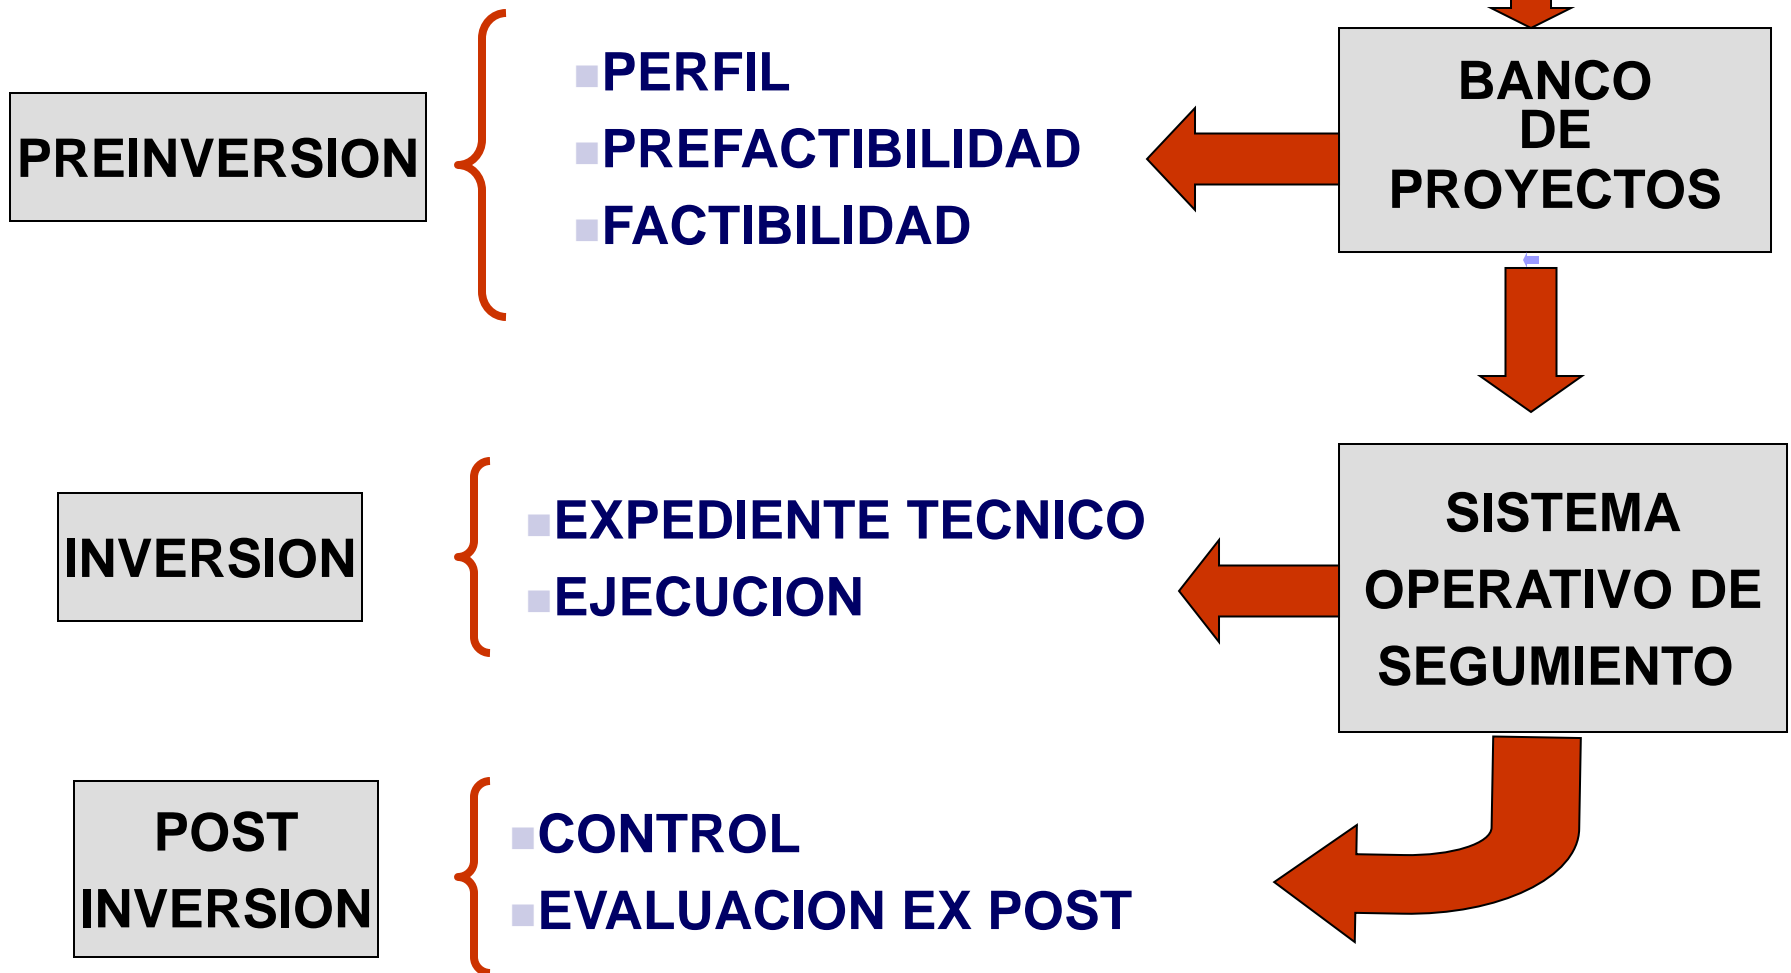 PREINVERSION
PERFIL
PREFACTIBILIDAD
FACTIBILIDAD
BANCO
DE
PROYECTOS
INVERSION
EXPEDIENTE TECNICO
EJECUCION
SISTEMA
OPERATIVO DE
SEGUMIENTO
POST
INVERSION
CONTROL
EVALUACION EX POST